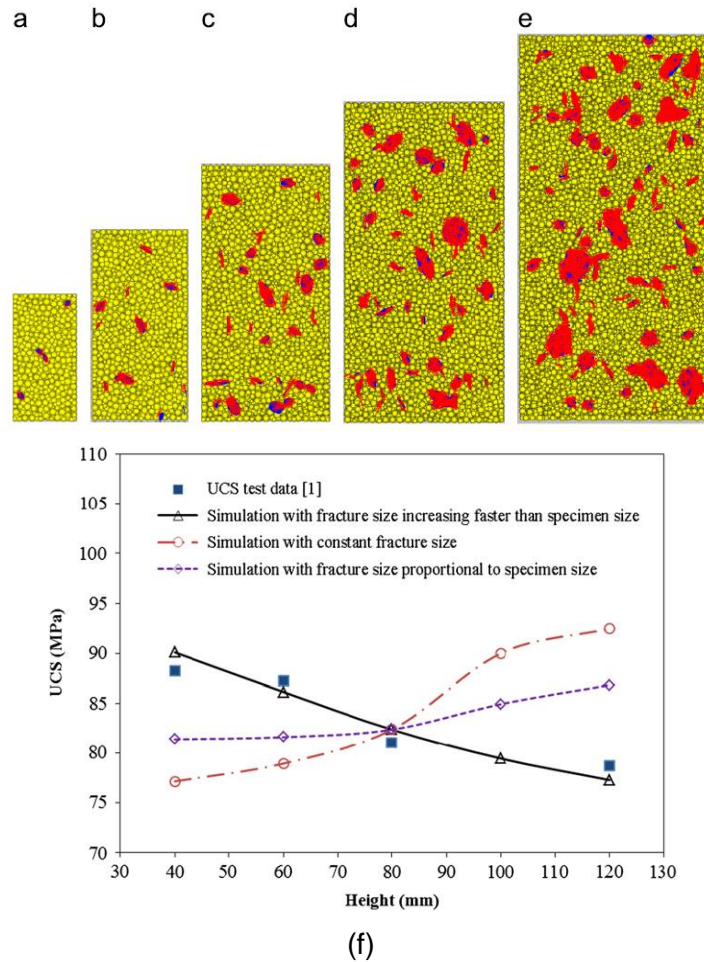 a
b
c
d
e
110
105
100
95
90
85
80
75
70
UCS (MPa)
UCS test data [1]
Simulation with fracture size increasing faster than specimen size
Simulation with constant fracture size
Simulation with fracture size proportional to specimen size
30 40 50 60 70 80 90 100 110 120 130
Height (mm)
(f)